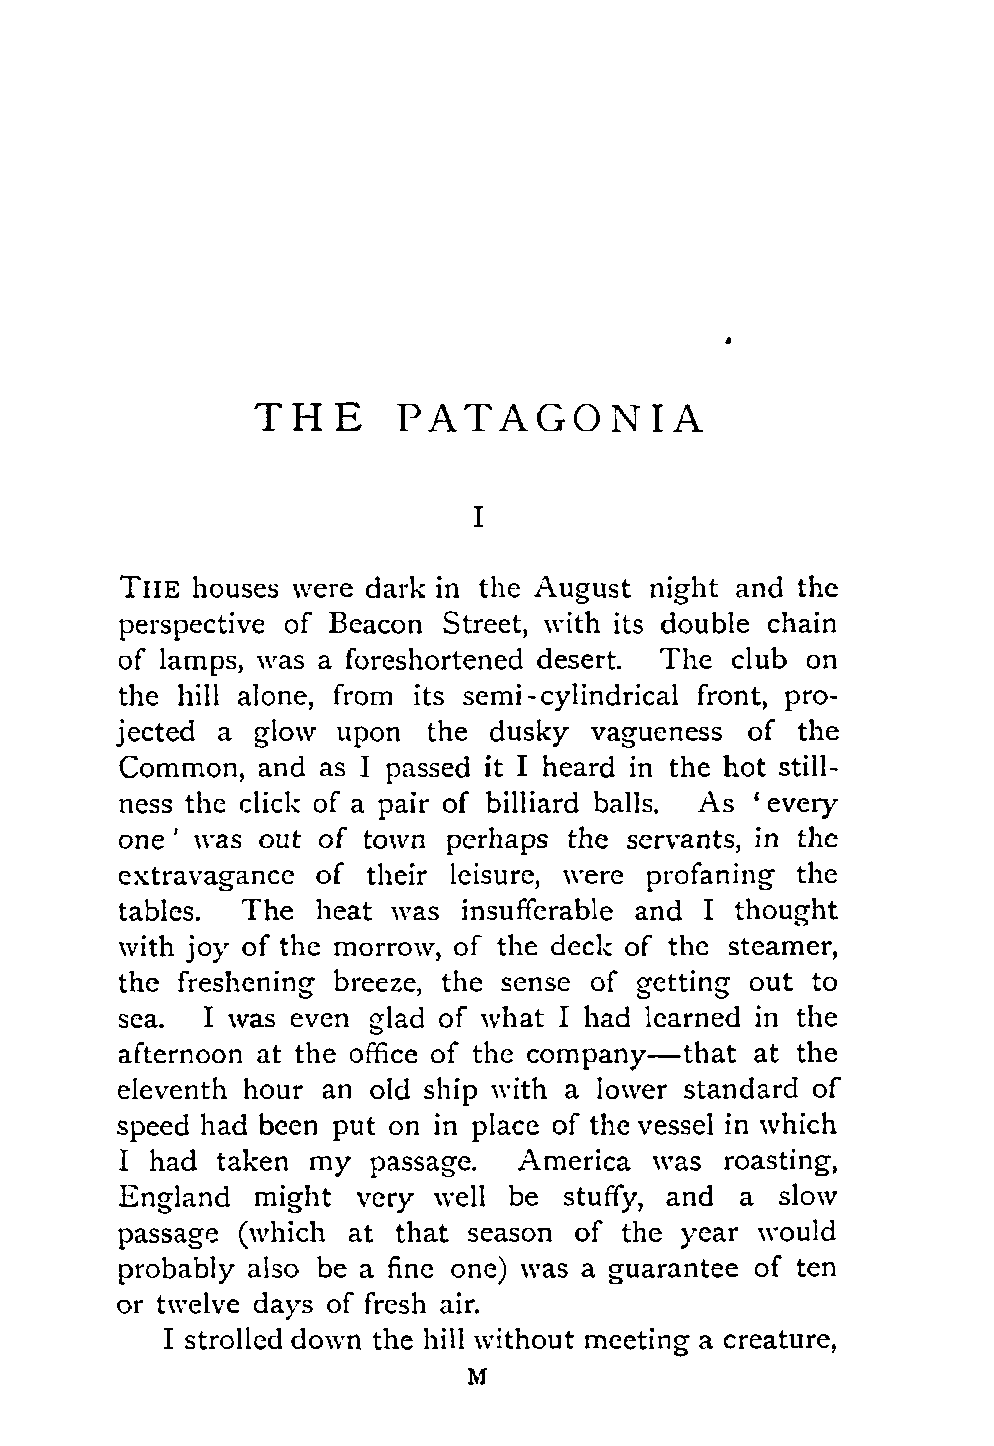 THE PATAGONIA
I
THE houses were dark in the August night and the
perspective of Beacon Street, with its double chain
of lamps, was a foreshortened desert. The club on
the hill alone, from its semi-cylindrical front, pro-
jected a glow upon the dusky vagueness of the
Common, and as I passed it I heard in the hot still-
ness the click of a pair of billiard balls. As ‘every
one’ was out of town perhaps the servants, in the
extravagance of their leisure, were profaning the
tables. The heat was insufferable and I thought
with joy of the morrow, of the deck of the steamer,
the freshening breeze, the sense of getting out to
sea. I was even glad of what I had learned in the
afternoon at the office of the company—that at the
eleventh hour an old ship with a lower standard of
speed had been put on in place of the vessel in which
I had taken my passage. America was roasting,
England might very well be stuffy, and a slow
passage (which at that season of the year would
probably also be a fine one) was a guarantee of ten
or twelve days of fresh air.
I strolled down the hill without meeting a creature,
M